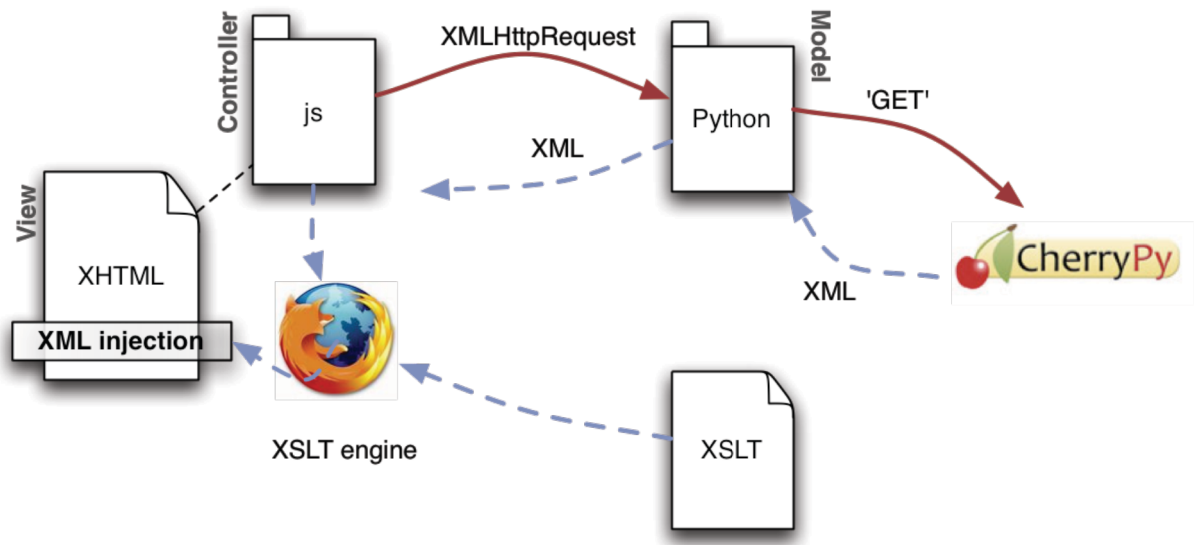 Controller
XMLHttpRequest
Model
js
Python
'GET'
XML
View
XHTML
CherryPy
XML
XML injection
XSLT engine
XSLT